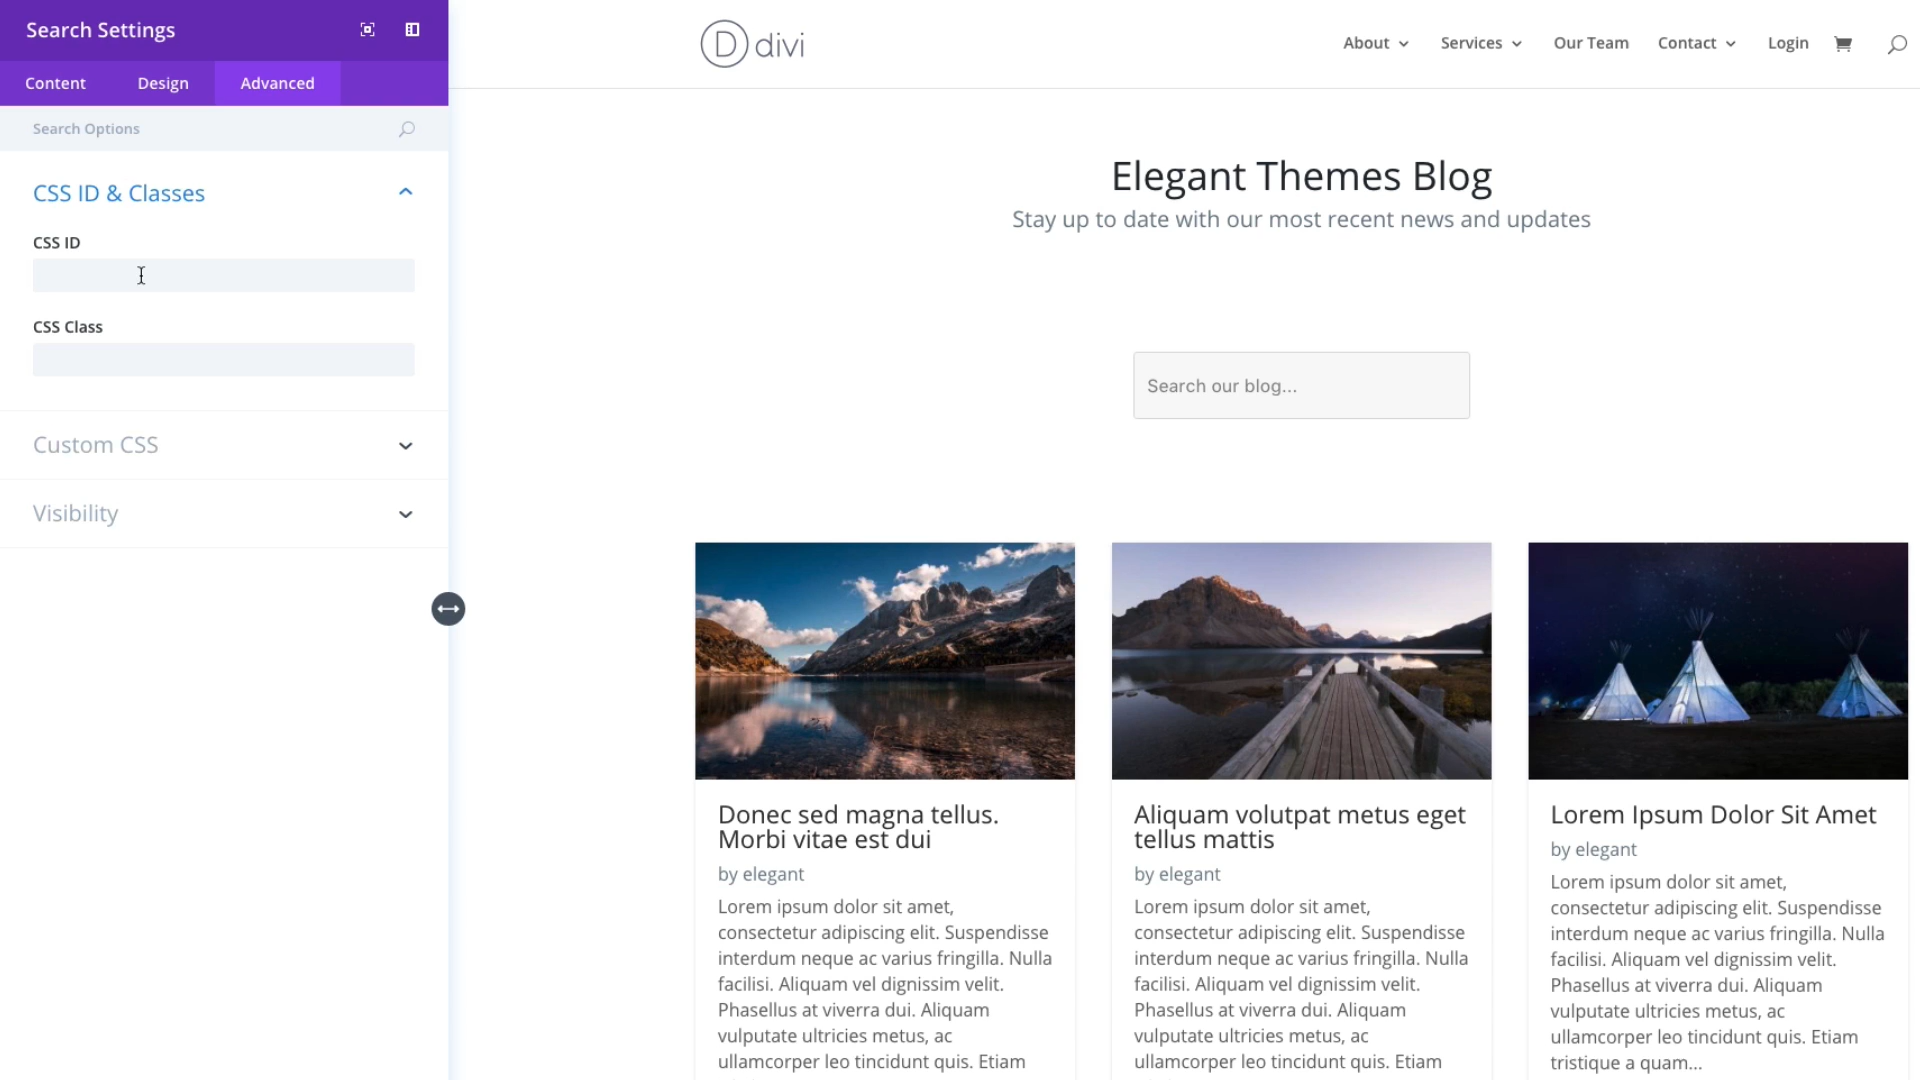 Search Settings
Content Design Advanced
Search Options
CSS ID & Classes
CSS ID
CSS Class
Custom CSS
Visibility
D divi
About Services Our Team Contact Login
Elegant Themes Blog
Stay up to date with our most recent news and updates
Search our blog...
Donec sed magna tellus.
Morbi vitae est dui
by elegant
Lorem ipsum dolor sit amet,
consectetur adipiscing elit. Suspendisse
interdum neque ac varius fringilla. Nulla
facilisi. Aliquam vel dignissim velit.
Phasellus at viverra dui. Aliquam
vulputate ultricies metus, ac
ullamcorper leo tincidunt quis. Etiam
Aliquam volutpat metus eget
tellus mattis
by elegant
Lorem ipsum dolor sit amet,
consectetur adipiscing elit. Suspendisse
interdum neque ac varius fringilla. Nulla
facilisi. Aliquam vel dignissim velit.
Phasellus at viverra dui. Aliquam
vulputate ultricies metus, ac
ullamcorper leo tincidunt quis. Etiam
Lorem Ipsum Dolor Sit Amet
by elegant
Lorem ipsum dolor sit amet,
consectetur adipiscing elit. Suspendisse
interdum neque ac varius fringilla. Nulla
facilisi. Aliquam vel dignissim velit.
Phasellus at viverra dui. Aliquam
vulputate ultricies metus, ac
ullamcorper leo tincidunt quis. Etiam
tristique a quam...